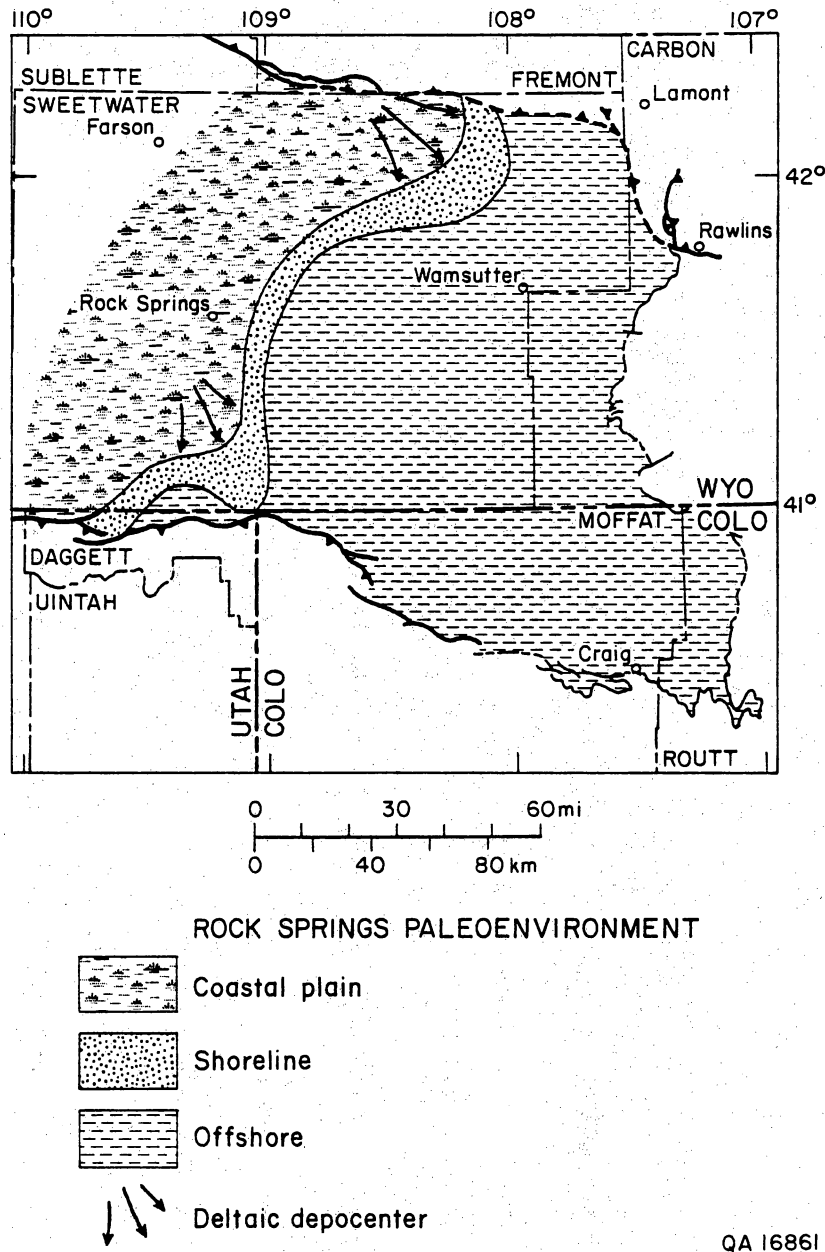 110° 109° 108° 107°
CARBON
SUBLETTE FREMONT
SWEETWATER Lamont
Farson
42°
Rawlins
Wamsutter
Rock Springs
41°
WYO
MOFFAT COLO
DAGGETT
UINTAH
Craig
UTAH
COLO
ROUTT
0 30 60 mi
0 40 80 km
ROCK SPRINGS PALEOENVIRONMENT
Coastal plain
Shoreline
Offshore
Deltaic depocenter
QA 16861